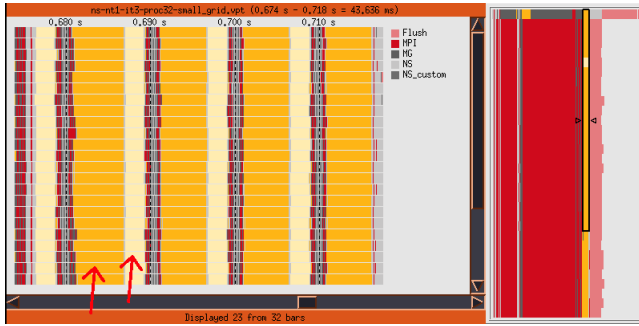 ns-nt1-it3-proc32-small_grid.vpt (0.674 s - 0.718 s = 43.636 ms)
0.680 s 0.690 s 0.700 s 0.710 s
Flush
MPI
MG
NS
NS_custom
Displayed 23 from 32 bars